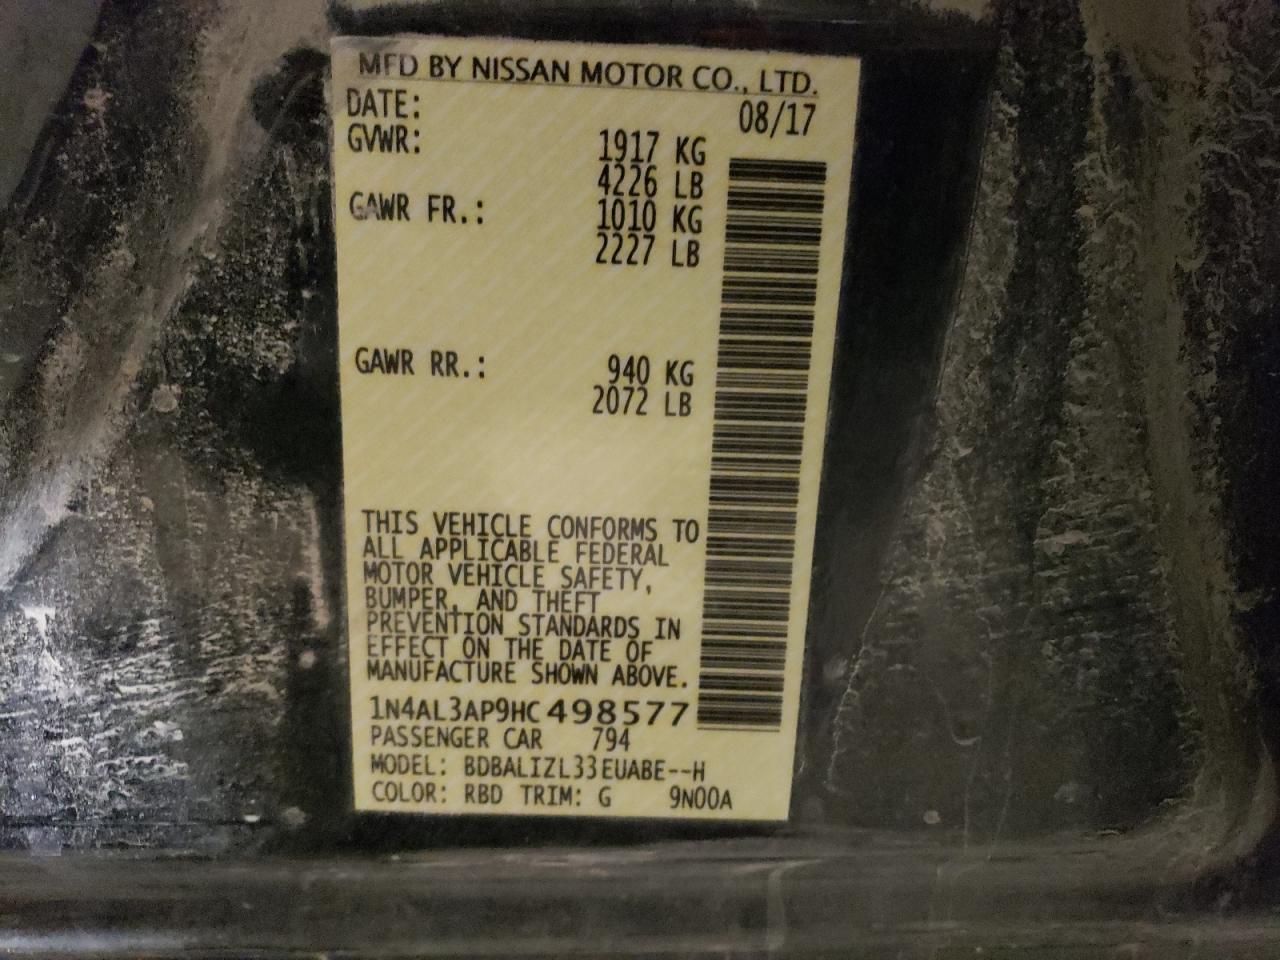 MFD BY NISSAN MOTOR CO., LTD.
DATE: 08/17
GVWR: 1917 KG
4226 LB
GAWR FR.: 1010 KG
2227 LB
GAWR RR.: 940 KG
2072 LB
THIS VEHICLE CONFORMS TO
ALL APPLICABLE FEDERAL
MOTOR VEHICLE SAFETY,
BUMPER, AND THEFT
PREVENTION STANDARDS IN
EFFECT ON THE DATE OF
MANUFACTURE SHOWN ABOVE.
1N4AL3AP9HC498577
PASSENGER CAR 794
MODEL: BDBALIZL33EUABE--H
COLOR: RBD TRIM: G 9N00A